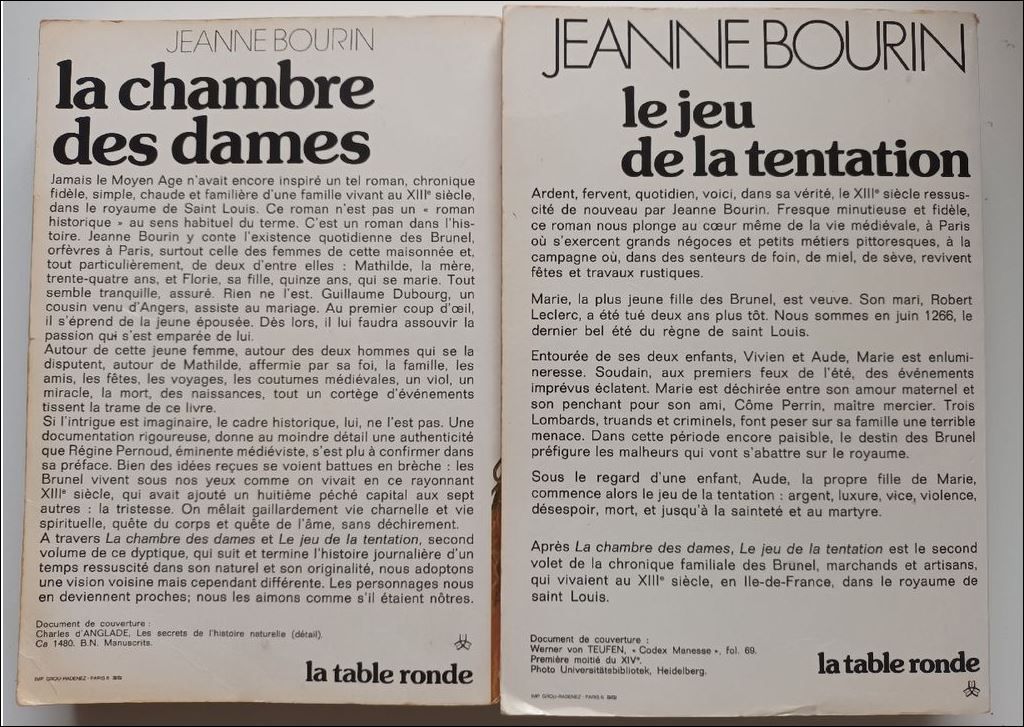 JEANNE BOURIN
la chambre
des dames
Jamais le Moyen Age n'avait encore inspiré un tel roman, chronique
fidèle, simple, chaude et familière d'une famille vivant au XIIIe siècle,
dans le royaume de Saint Louis. Ce roman n'est pas un « roman
historique » au sens habituel du terme. C'est un roman dans l'his-
toire. Jeanne Bourin y conte l'existence quotidienne des Brunel,
orfèvres à Paris, surtout celle des femmes de cette maisonnée et,
tout particulièrement, de deux d'entre elles : Mathilde, la mère,
trente-quatre ans, et Florie, sa fille, quinze ans, qui se marie. Tout
semble tranquille, assuré. Rien ne l'est. Guillaume Dubourg, un
cousin venu d'Angers, assiste au mariage. Au premier coup d'œil,
il s'éprend de la jeune épousée. Dès lors, il lui faudra assouvir la
passion qui s'est emparée de lui.
Autour de cette jeune femme, autour des deux hommes qui se la
disputent, autour de Mathilde, affermie par sa foi, la famille, les
amis, les fêtes, les voyages, les coutumes médiévales, un viol, un
miracle, la mort, des naissances, tout un cortège d'événements
tissent la trame de ce livre.
Si l'intrigue est imaginaire, le cadre historique, lui, ne l'est pas. Une
documentation rigoureuse, donne au moindre détail une authenticité
que Régine Pernoud, éminente médiéviste, s'est plu à confirmer dans
sa préface. Bien des idées reçues se voient battues en brèche : les
Brunel vivent sous nos yeux comme on vivait en ce rayonnant
XIIIe siècle, qui avait ajouté un huitième péché capital aux sept
autres : la tristesse. On mêlait gaillardement vie charnelle et vie
spirituelle, quête du corps et quête de l'âme, sans déchirement.
A travers La chambre des dames et Le jeu de la tentation, second
volume de ce dyptique, qui suit et termine l'histoire journalière d'un
temps ressuscité dans son naturel et son originalité, nous adoptons
une vision voisine mais cependant différente. Les personnages nous
en deviennent proches; nous les aimons comme s'il étaient nôtres.
Document de couverture :
Charles d'ANGLADE, Les secrets de l'histoire naturelle (détail).
Ca 1480. B.N. Manuscrits.
la table ronde
IMP. GROU-RADENEZ - PARIS 6
JEANNE BOURIN
le jeu
de la tentation
Ardent, fervent, quotidien, voici, dans sa vérité, le XIIIe siècle ressus-
cité de nouveau par Jeanne Bourin. Fresque minutieuse et fidèle,
ce roman nous plonge au cœur même de la vie médiévale, à Paris
où s'exercent grands négoces et petits métiers pittoresques, à la
campagne où, dans des senteurs de foin, de miel, de sève, revivent
fêtes et travaux rustiques.
Marie, la plus jeune fille des Brunel, est veuve. Son mari, Robert
Leclerc, a été tué deux ans plus tôt. Nous sommes en juin 1266, le
dernier bel été du règne de saint Louis.
Entourée de ses deux enfants, Vivien et Aude, Marie est enlumi-
neresse. Soudain, aux premiers feux de l'été, des événements
imprévus éclatent. Marie est déchirée entre son amour maternel et
son penchant pour son ami, Côme Perrin, maître mercier. Trois
Lombards, truands et criminels, font peser sur sa famille une terrible
menace. Dans cette période encore paisible, le destin des Brunel
préfigure les malheurs qui vont s'abattre sur le royaume.
Sous le regard d'une enfant, Aude, la propre fille de Marie,
commence alors le jeu de la tentation : argent, luxure, vice, violence,
désespoir, mort, et jusqu'à la sainteté et au martyre.
Après La chambre des dames, Le jeu de la tentation est le second
volet de la chronique familiale des Brunel, marchands et artisans,
qui vivaient au XIIIe siècle, en Ile-de-France, dans le royaume de
saint Louis.
Document de couverture :
Werner von TEUFEN, « Codex Manesse », fol. 69.
Première moitié du XIVe.
Photo Universitätebibliotek, Heidelberg.
la table ronde
IMP. GROU-RADENEZ - PARIS 6